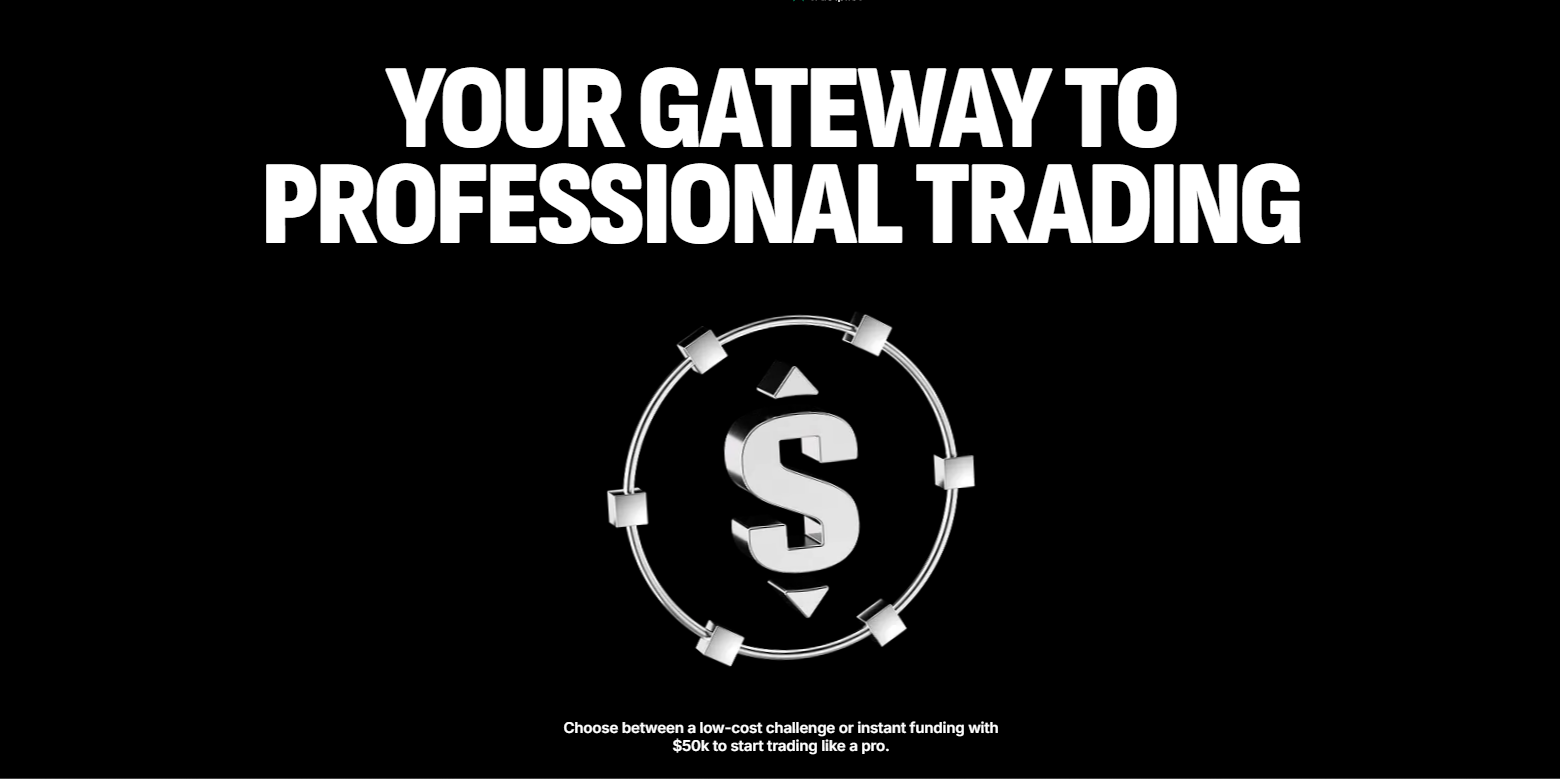 YOUR GATEWAY TO
PROFESSIONAL TRADING
S
Choose between a low-cost challenge or instant funding with
$50k to start trading like a pro.